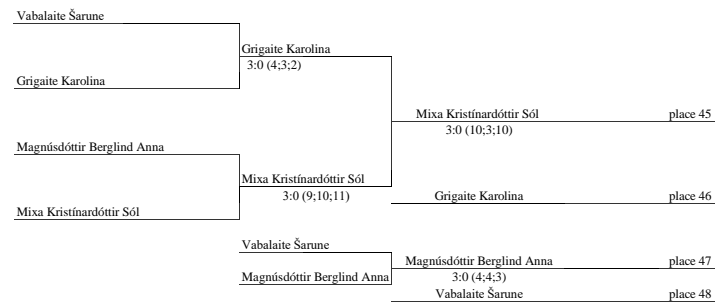 Vabalaite Šarune
Grigaite Karolina
3:0 (4;3;2)
Grigaite Karolina
Mixa Kristínardóttir Sól place 45
3:0 (10;3;10)
Magnúsdóttir Berglind Anna
Mixa Kristínardóttir Sól
3:0 (9;10;11)
Grigaite Karolina place 46
Mixa Kristínardóttir Sól
Vabalaite Šarune
Magnúsdóttir Berglind Anna place 47
Magnúsdóttir Berglind Anna 3:0 (4;4;3)
Vabalaite Šarune place 48